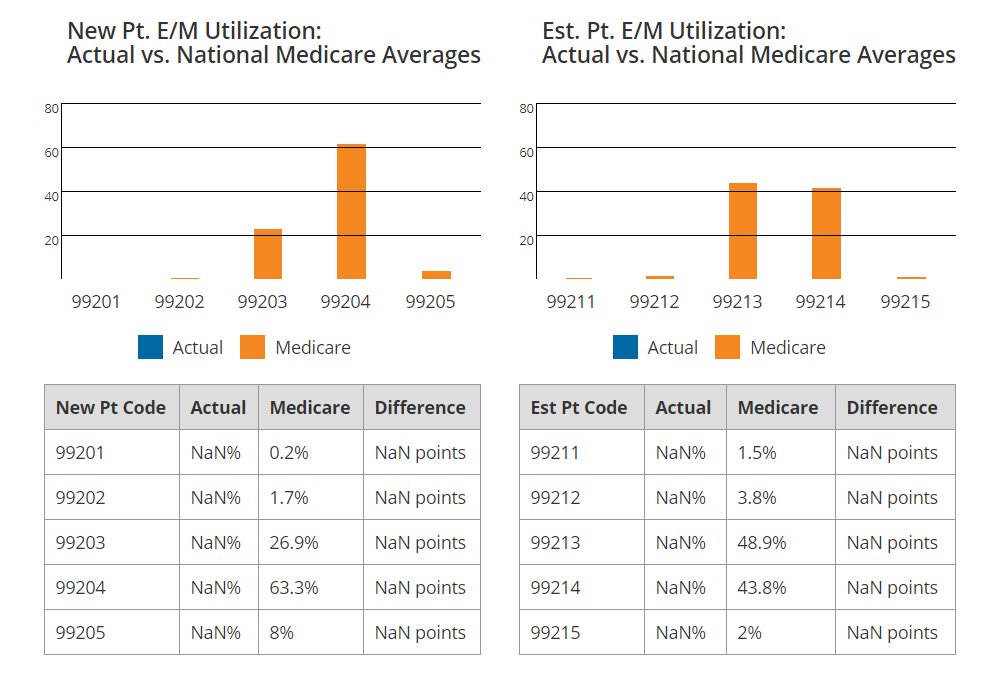 New Pt. E/M Utilization:
Actual vs. National Medicare Averages
80
60
40
20
99201 99202 99203 99204 99205
Actual Medicare
New Pt Code Actual Medicare Difference
99201 NaN% 0.2% NaN points
99202 NaN% 1.7% NaN points
99203 NaN% 26.9% NaN points
99204 NaN% 63.3% NaN points
99205 NaN% 8% NaN points
Est. Pt. E/M Utilization:
Actual vs. National Medicare Averages
80
60
40
20
99211 99212 99213 99214 99215
Actual Medicare
Est Pt Code Actual Medicare Difference
99211 NaN% 1.5% NaN points
99212 NaN% 3.8% NaN points
99213 NaN% 48.9% NaN points
99214 NaN% 43.8% NaN points
99215 NaN% 2% NaN points